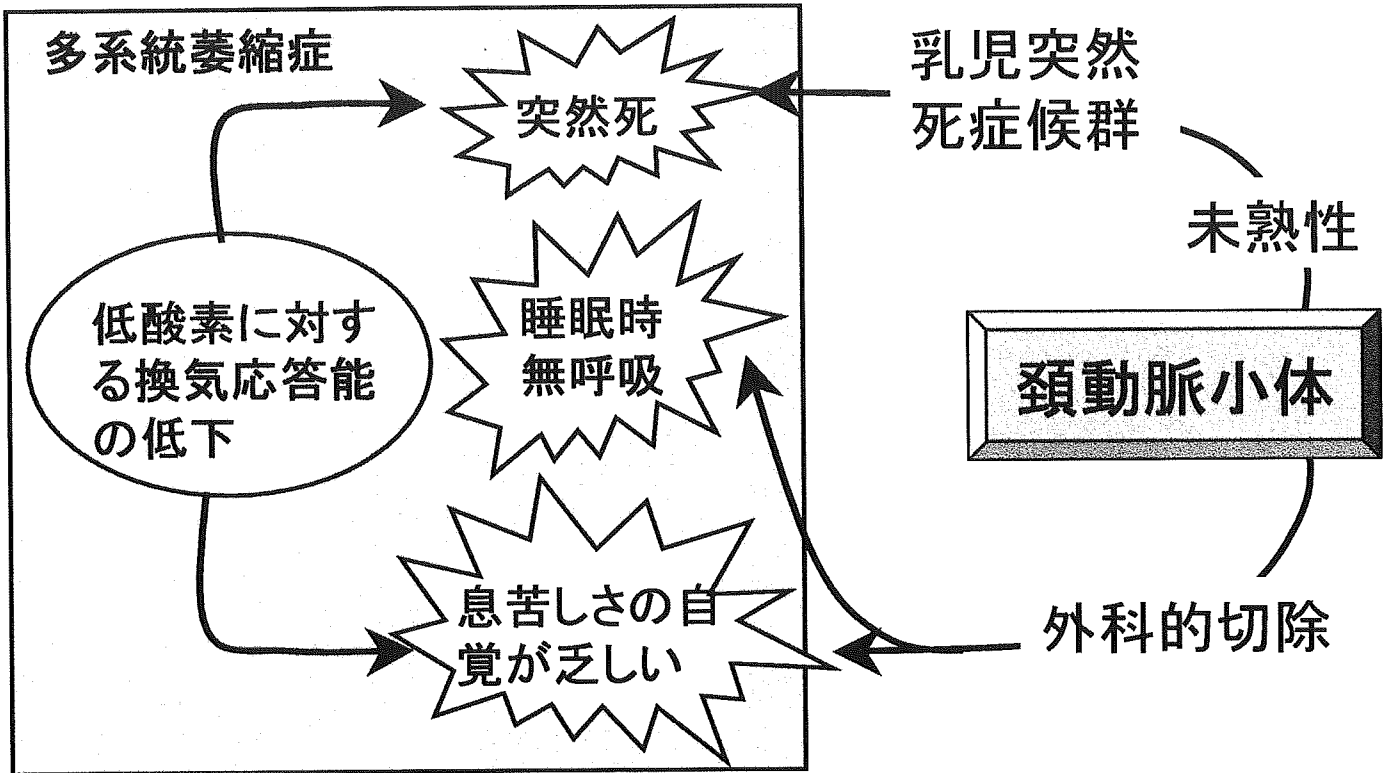 多系統萎縮症
突然死
低酸素に対す
る換気応答能
の低下
睡眠時
無呼吸
息苦しさの自
覚が乏しい
乳児突然
死症候群
未熟性
頚動脈小体
外科的切除